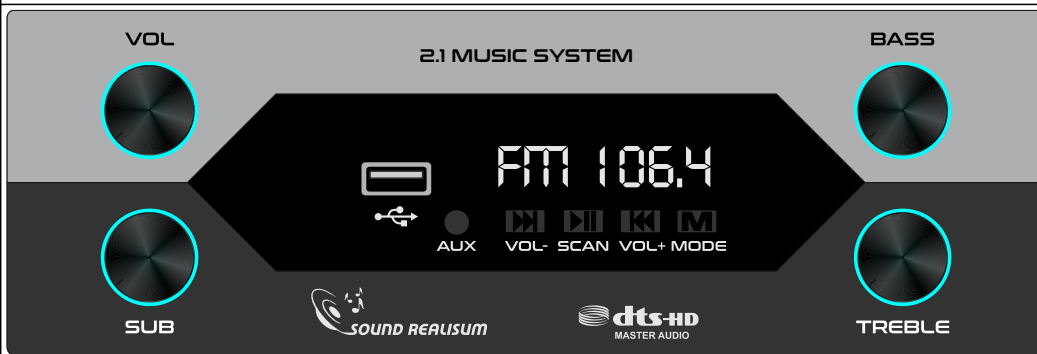 VOL
2.1 MUSIC SYSTEM
BASS
FM 106.4
AUX VOL- SCAN VOL+ MODE
M
SUB
SOUND REALISUM
dts-HD
MASTER AUDIO
TREBLE